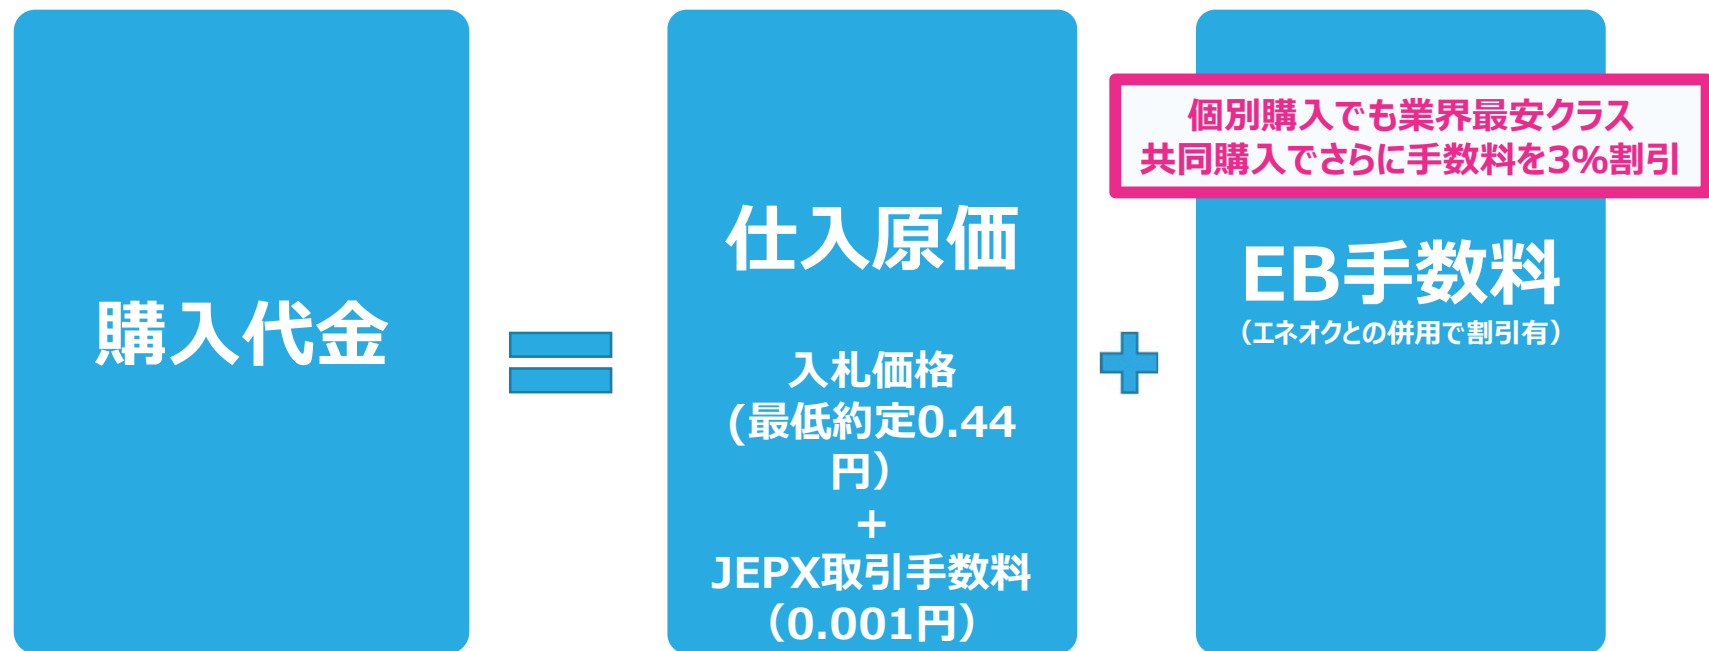 購入代金
仕入原価
入札価格
(最低約定0.44
円）
+
JEPX取引手数料
（0.001円）
個別購入でも業界最安クラス
共同購入でさらに手数料を3%割引
EB手数料
（エネオクとの併用で割引有）